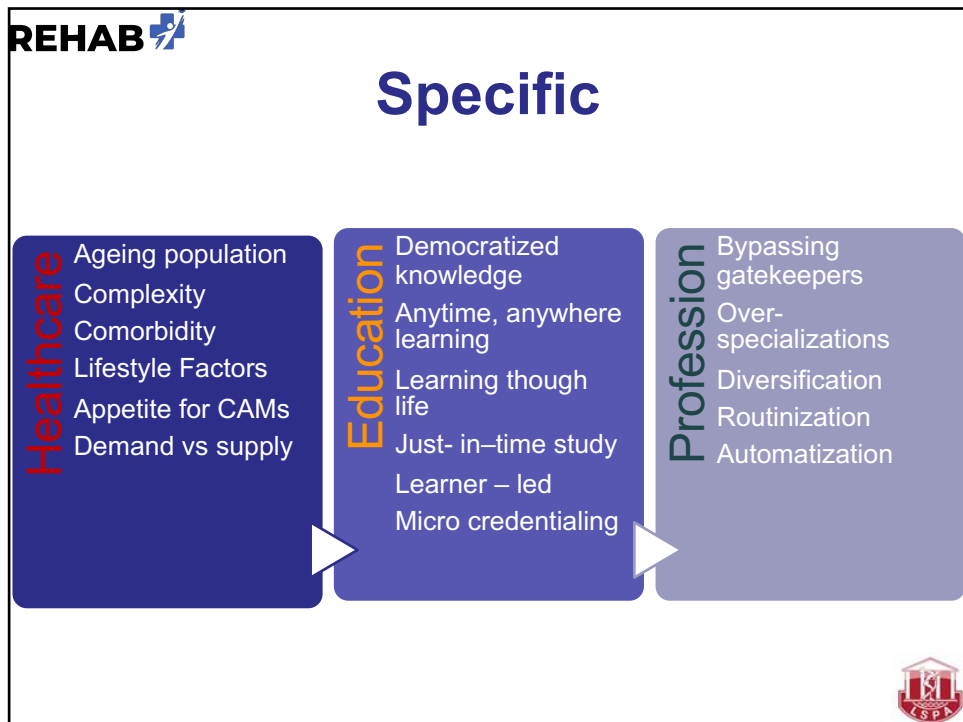 REHAB
Specific
Healthcare
Ageing population
Complexity
Comorbidity
Lifestyle Factors
Appetite for CAMs
Demand vs supply
Education
Democratized
knowledge
Anytime, anywhere
learning
Learning though
life
Just- in–time study
Learner – led
Micro credentialing
Profession
Bypassing
gatekeepers
Over-
specializations
Diversification
Routinization
Automatization
LSPA